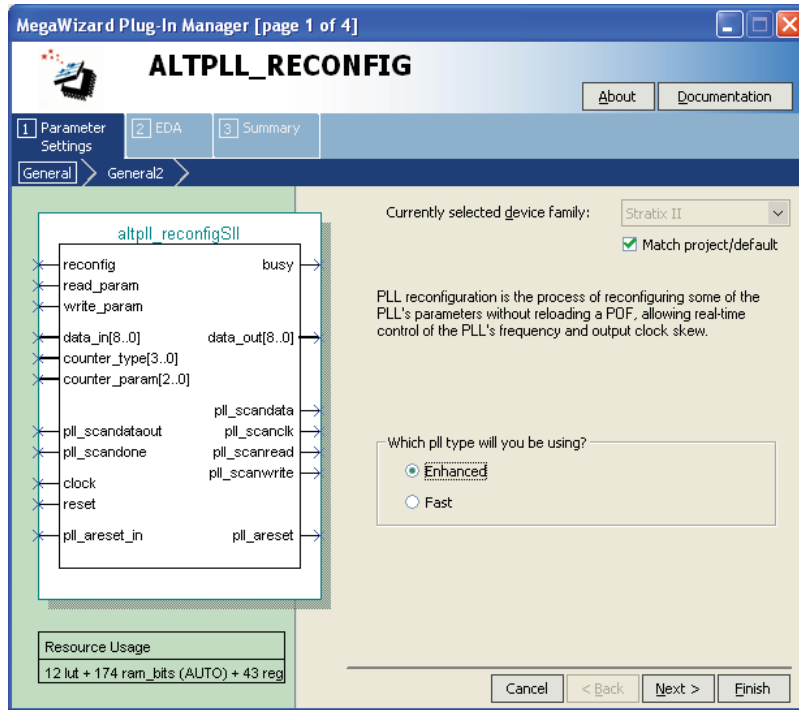 MegaWizard Plug-In Manager [page 1 of 4]
ALTPLL_RECONFIG
About
Documentation
1 Parameter Settings
2 EDA
3 Summary
General
General2
altpll_reconfigSII
reconfig busy
read_param
write_param
data_in[8..0] data_out[8..0]
counter_type[3..0]
counter_param[2..0]
pll_scandata
pll_scandataout pll_scanclk
pll_scandone pll_scanread
pll_scanwrite
clock
reset
pll_areset_in pll_areset
Resource Usage
12 lut + 174 ram_bits (AUTO) + 43 reg
Currently selected device family: Stratix II
Match project/default
PLL reconfiguration is the process of reconfiguring some of the
PLL's parameters without reloading a POF, allowing real-time
control of the PLL's frequency and output clock skew.
Which pll type will you be using?
Enhanced
Fast
Cancel < Back Next > Finish